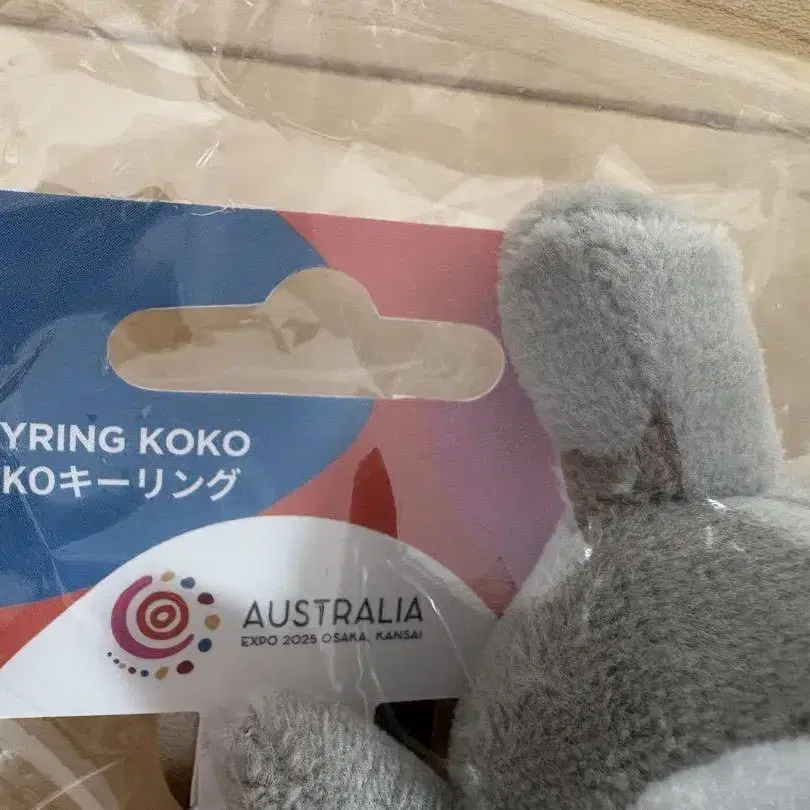 YRING KOKO
KOキーリング
AUSTRALIA
EXPO 2025 OSAKA, KANSAI